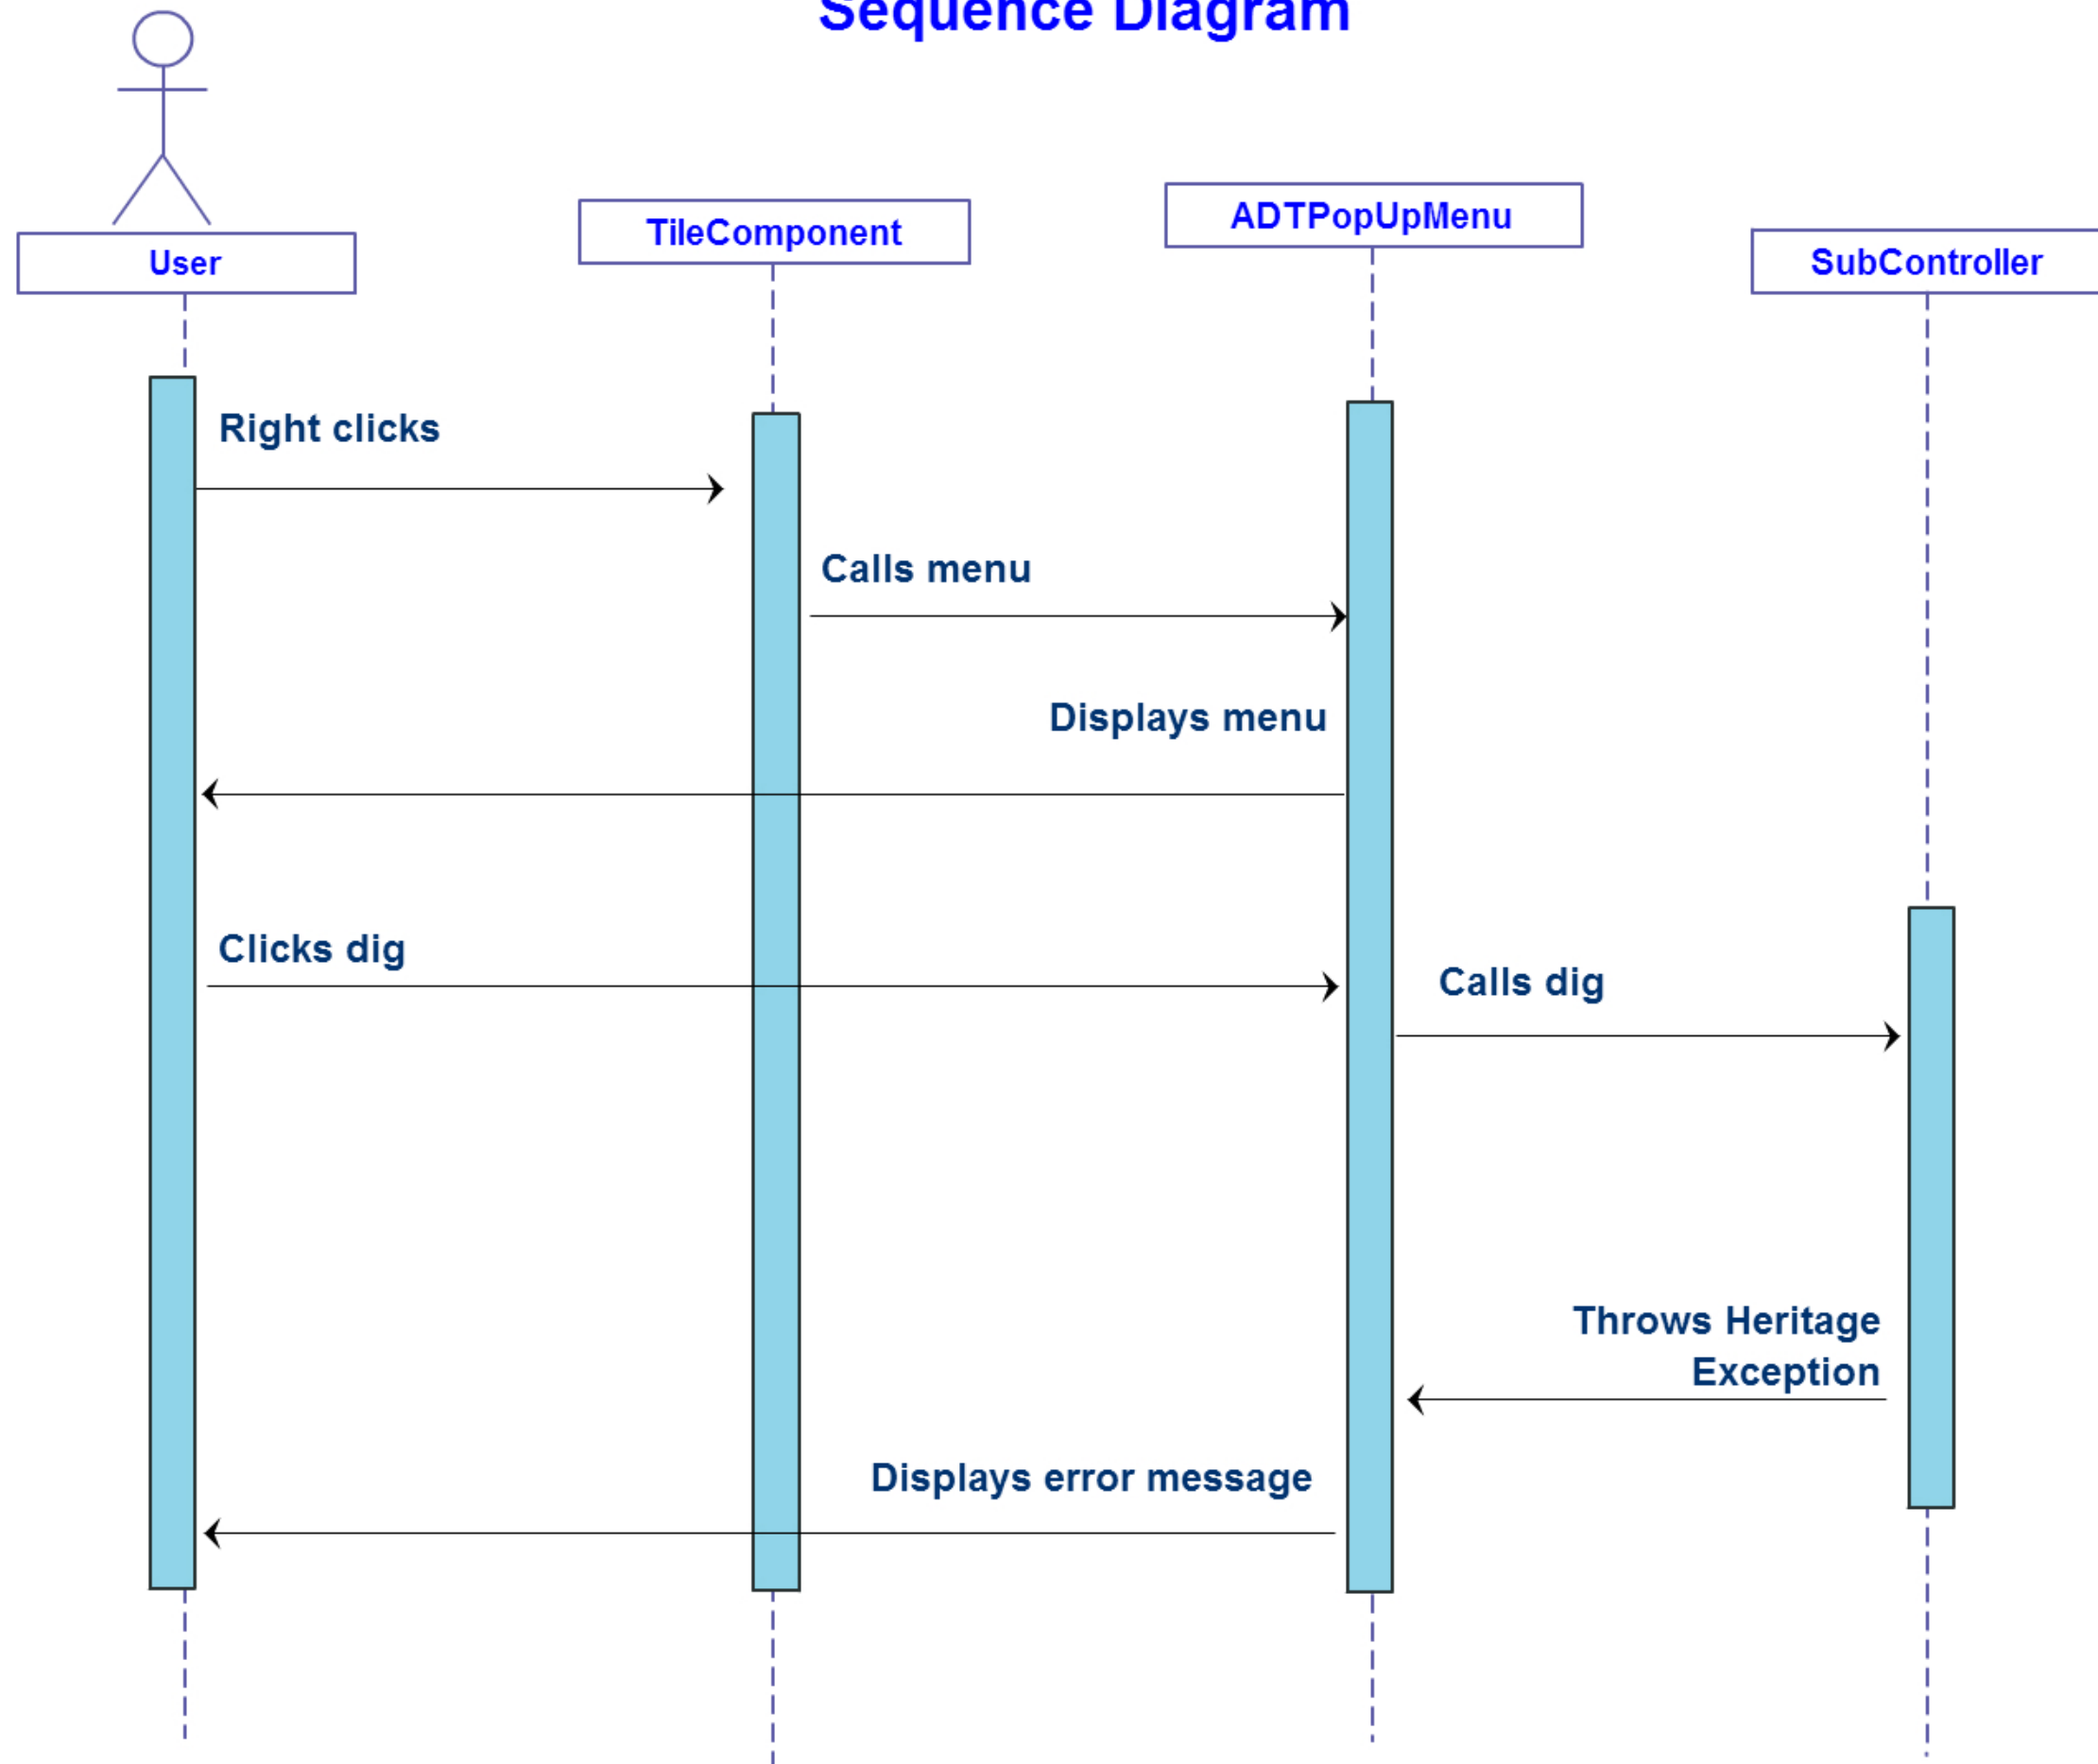 Sequence Diagram
User
TileComponent
ADTPopUpMenu
SubController
Right clicks
Calls menu
Displays menu
Clicks dig
Calls dig
Throws Heritage
Exception
Displays error message